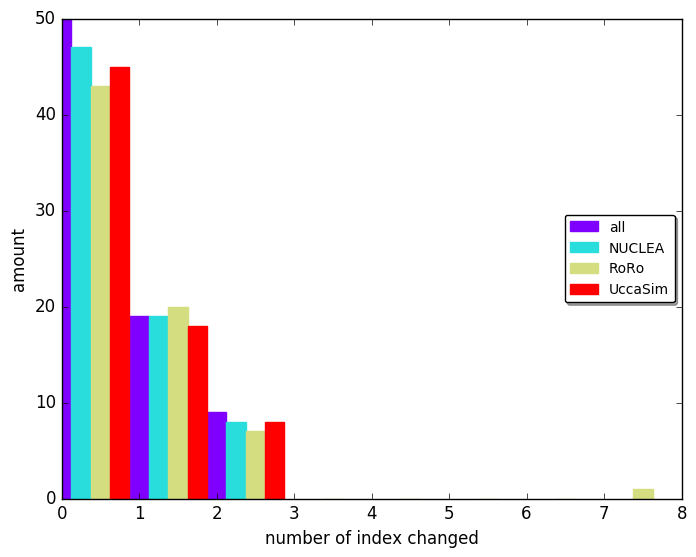 50
40
30
20
10
0
amount
0 1 2 3 4 5 6 7 8
number of index changed
all
NUCLEA
RoRo
UccaSim